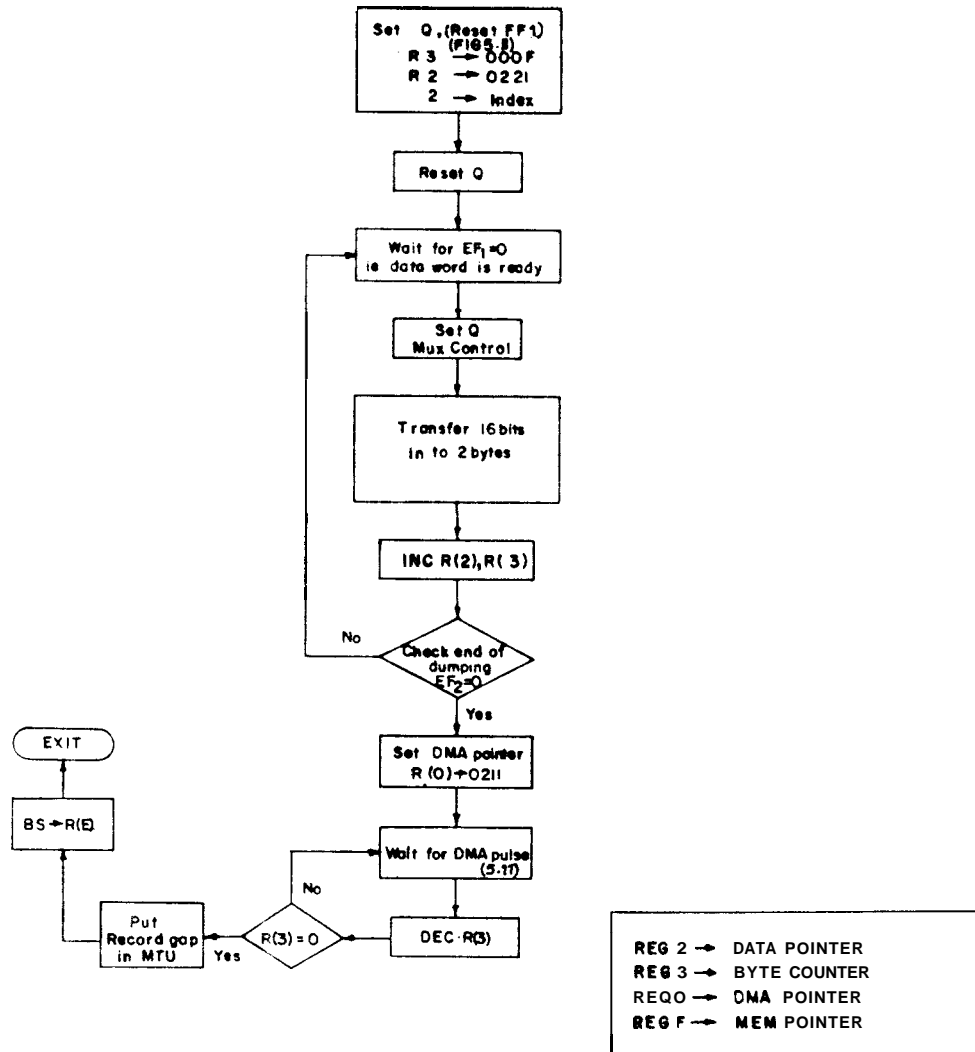 Set Q, (Reset FF1)
(FIG 5.8)
R 3 → 000F
R 2 → 0221
2 → Index
Reset Q
Wait for EF1=0
ie data word is ready
Set Q
Mux Control
Transfer 16 bits
in to 2 bytes
INC R(2), R(3)
No
Check end of
dumping
EF2=0
Yes
Set DMA pointer
R (0)→0211
EXIT
BS → R(E)
Wait for DMA pulse
(5.11)
No
Put
Record gap
in MTU
Yes
R(3) = 0
DEC·R(3)
REG 2 → DATA POINTER
REG 3 → BYTE COUNTER
REQO → DMA POINTER
REG F → MEM POINTER